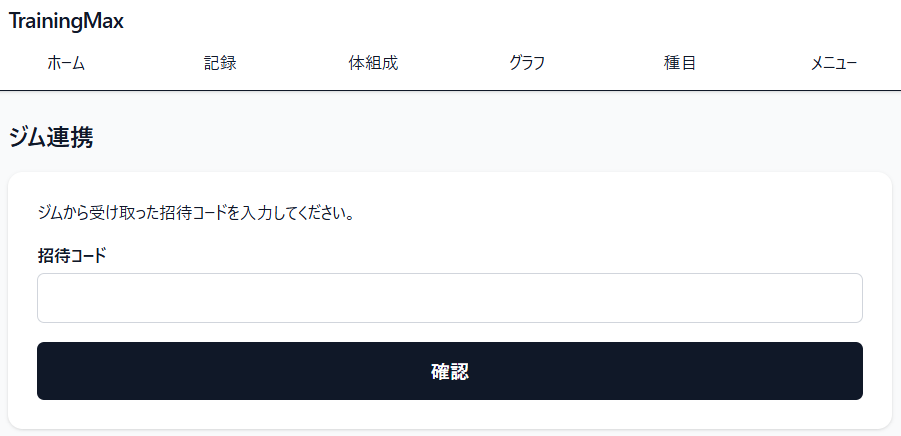 TrainingMax
ホーム 記録 体組成 グラフ 種目 メニュー
ジム連携
ジムから受け取った招待コードを入力してください。
招待コード
確認